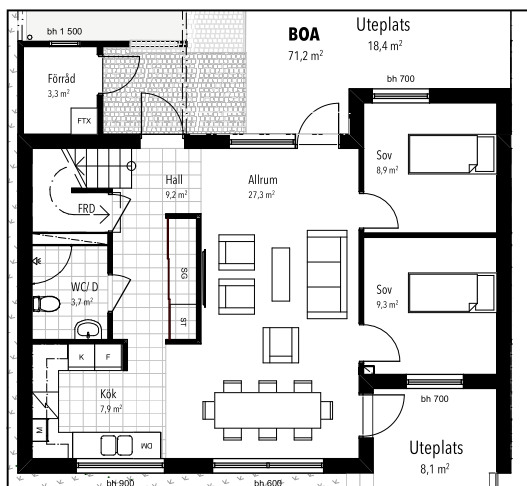 bh 1 500
BOA
71,2 m²
Uteplats
18,4 m²
bh 700
Förråd
3,3 m²
FTX
Sov
8,9 m²
Hall
9,2 m²
Allrum
27,3 m²
FRD
WC/ D
3,7 m²
SG
ST
Sov
9,3 m²
K
F
Kök
7,9 m²
M
DM
bh 700
Uteplats
8,1 m²
bh 900
bh 600